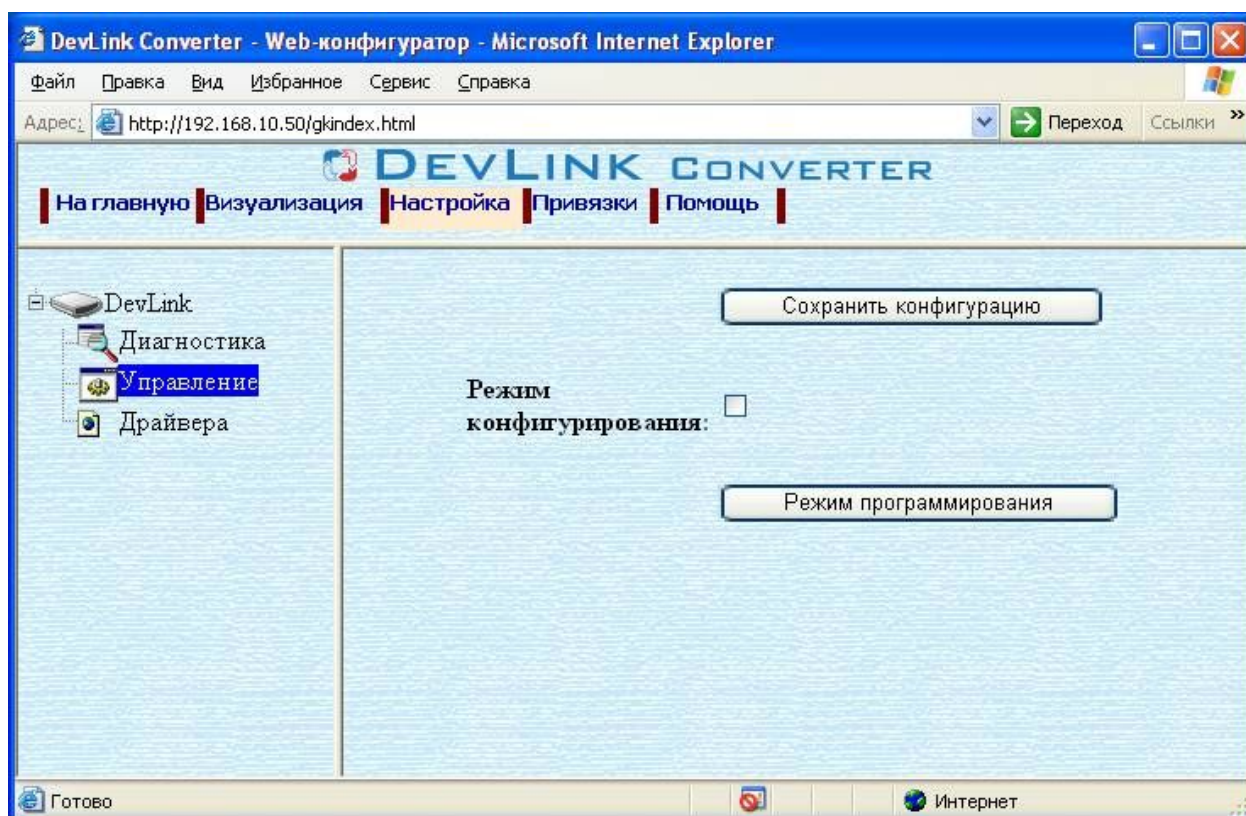 DevLink Converter - Web-конфигуратор - Microsoft Internet Explorer
Файл Правка Вид Избранное Сервис Справка
Адрес: http://192.168.10.50/gkindex.html Переход Ссылки »
DEVLINK CONVERTER
На главную Визуализация Настройка Привязки Помощь
DevLink
Диагностика
Управление
Драйвера
Сохранить конфигурацию
Режим
конфигурирования:
Режим программирования
Готово Интернет